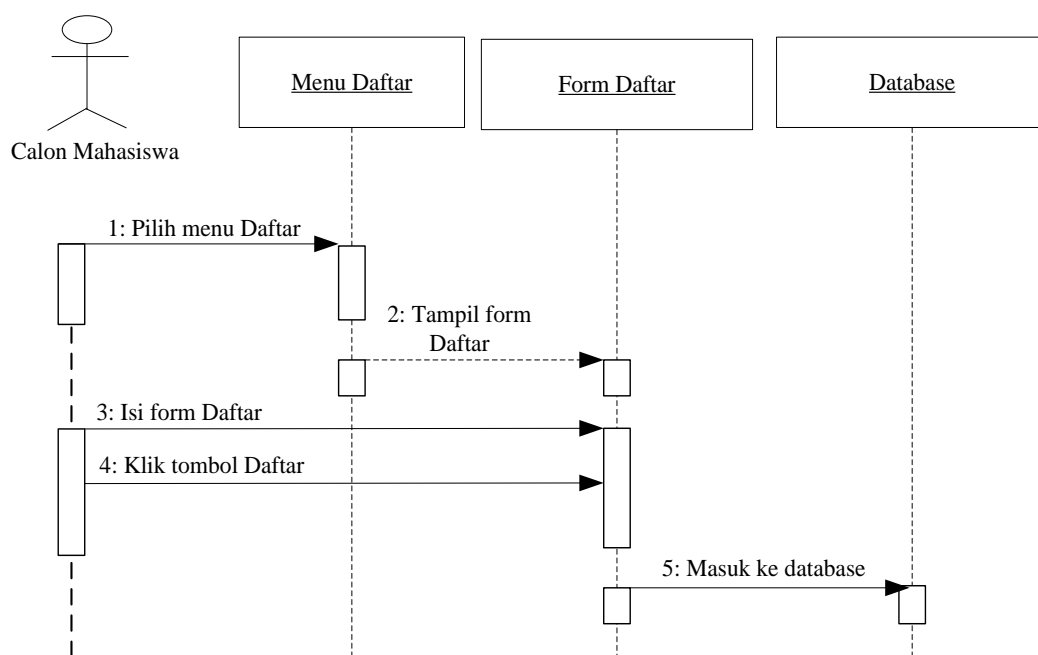 Menu Daftar
Form Daftar
Database
Calon Mahasiswa
1: Pilih menu Daftar
2: Tampil form
Daftar
3: Isi form Daftar
4: Klik tombol Daftar
5: Masuk ke database